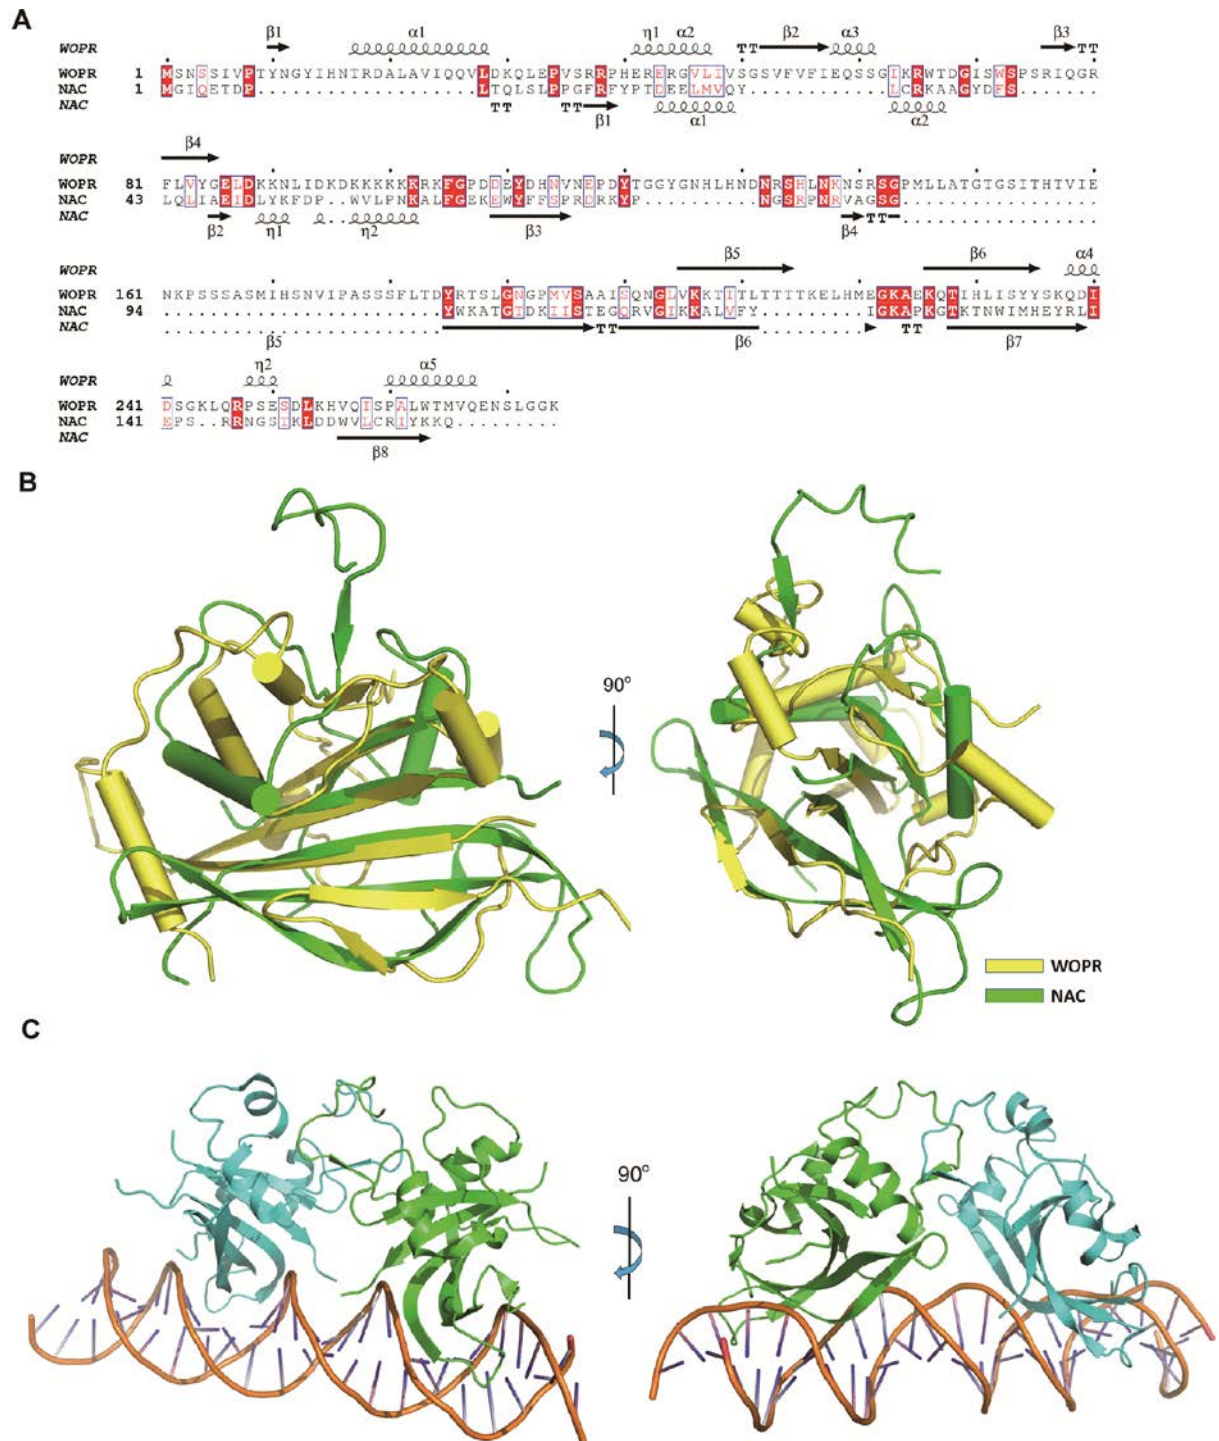 A
β1 α1 η1 α2 β2 α3 β3
WOPR TT TT
WOPR 1 MSNSSIVPTYNGYIHNTRDALAVIQQVLDKQLEPVSRRPHERERGVLIVSGSVFVFIEQSSGIKRWTDGISWSPSRIQGR
NAC 1 MGIQETDP...................LTQLSLPPGFRFYPTDEELMVQY............LCRKAAGYDFS.......
NAC TT TT
β1 α1 α2
β4
WOPR
WOPR 81 FLVYGELDKKNLIDKDKKKKKKRKFGPDDEYDHNVNEPDYTGGYGNHLHNDNRSHLNKNSRSGPMLLATGTGSITHTVIE
NAC 43 LQLIAEIDLYKFDP..WVLPNKALFGEKEWYFFSPRDRKYP..........NGSRPNRVAGSG.................
NAC TT
β2 η1 η2 β3 β4
β5 β6 α4
WOPR
WOPR 161 NKPSSSASMIHSNVIPASSSFLTDYRTSLGNGPMVSAAISQNGLVKKTITLTTTTKELHMEGKAEKQTIHLISYYSKQDI
NAC 94 ........................YWKATGIDKIISTEGQRVGIKKALVFY.........IGKAPKGTKTNWIMHEYRLI
NAC TT TT
β5 β6 β7
η2 α5
WOPR
WOPR 241 DSGKLQRPSESDLKHVQISPALWTMVQENSLGGK
NAC 141 EPS..RRNGSTKLDDWVLCRIYKKQ.........
NAC
β8
B
90°
WOPR
NAC
C
90°